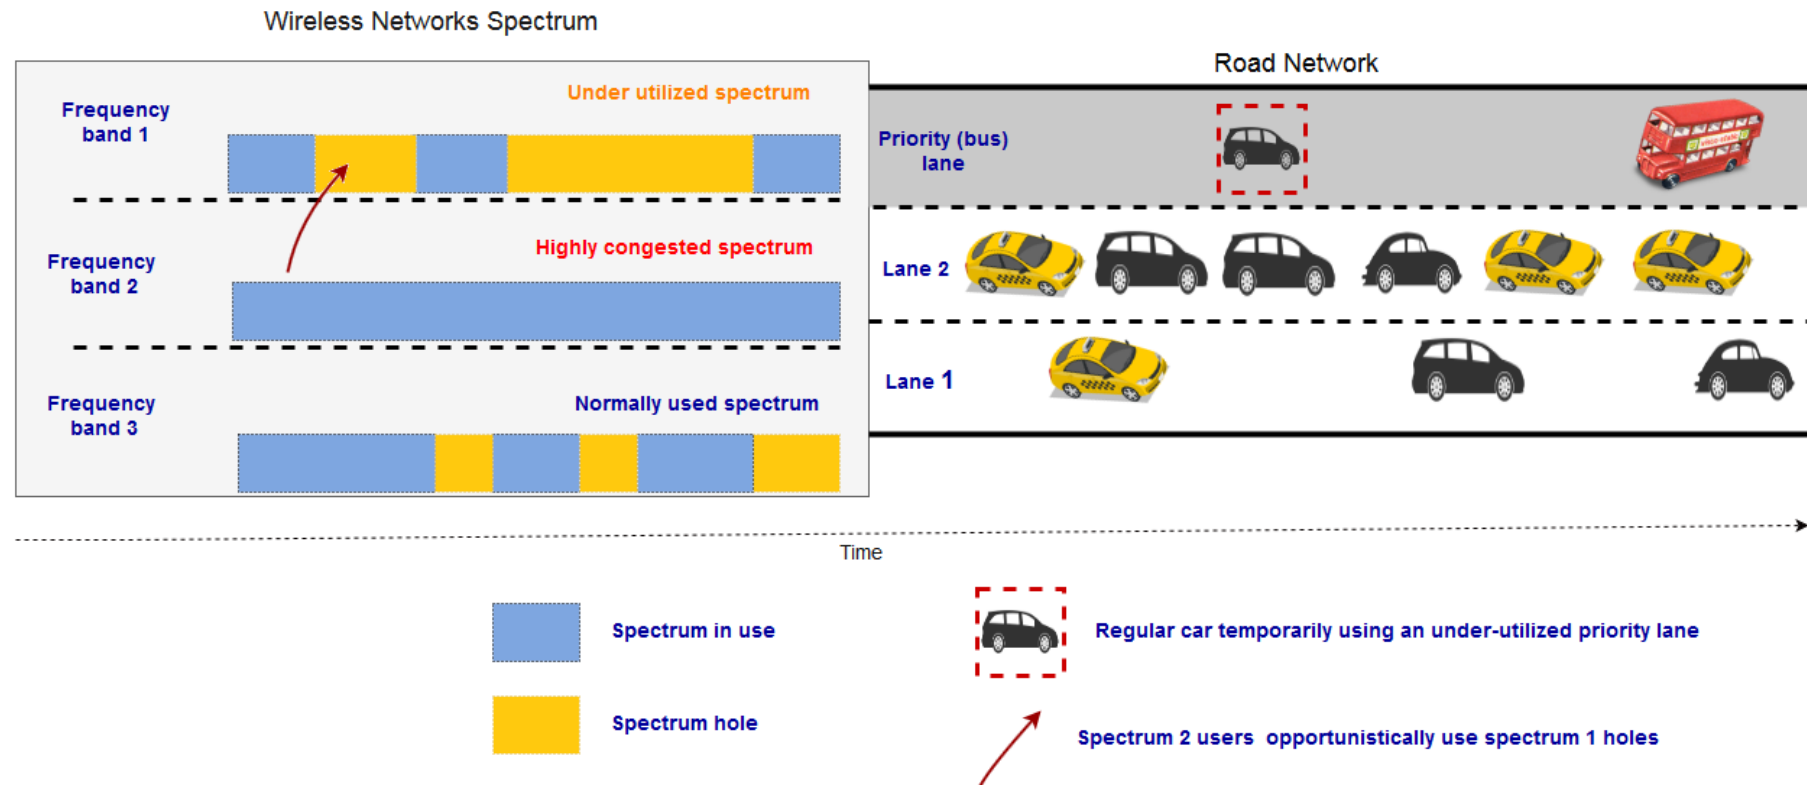 Wireless Networks Spectrum
Road Network
Frequency
band 1
Under utilized spectrum
Priority (bus)
lane
Frequency
band 2
Highly congested spectrum
Lane 2
Frequency
band 3
Normally used spectrum
Lane 1
Time
Spectrum in use
Regular car temporarily using an under-utilized priority lane
Spectrum hole
Spectrum 2 users opportunistically use spectrum 1 holes